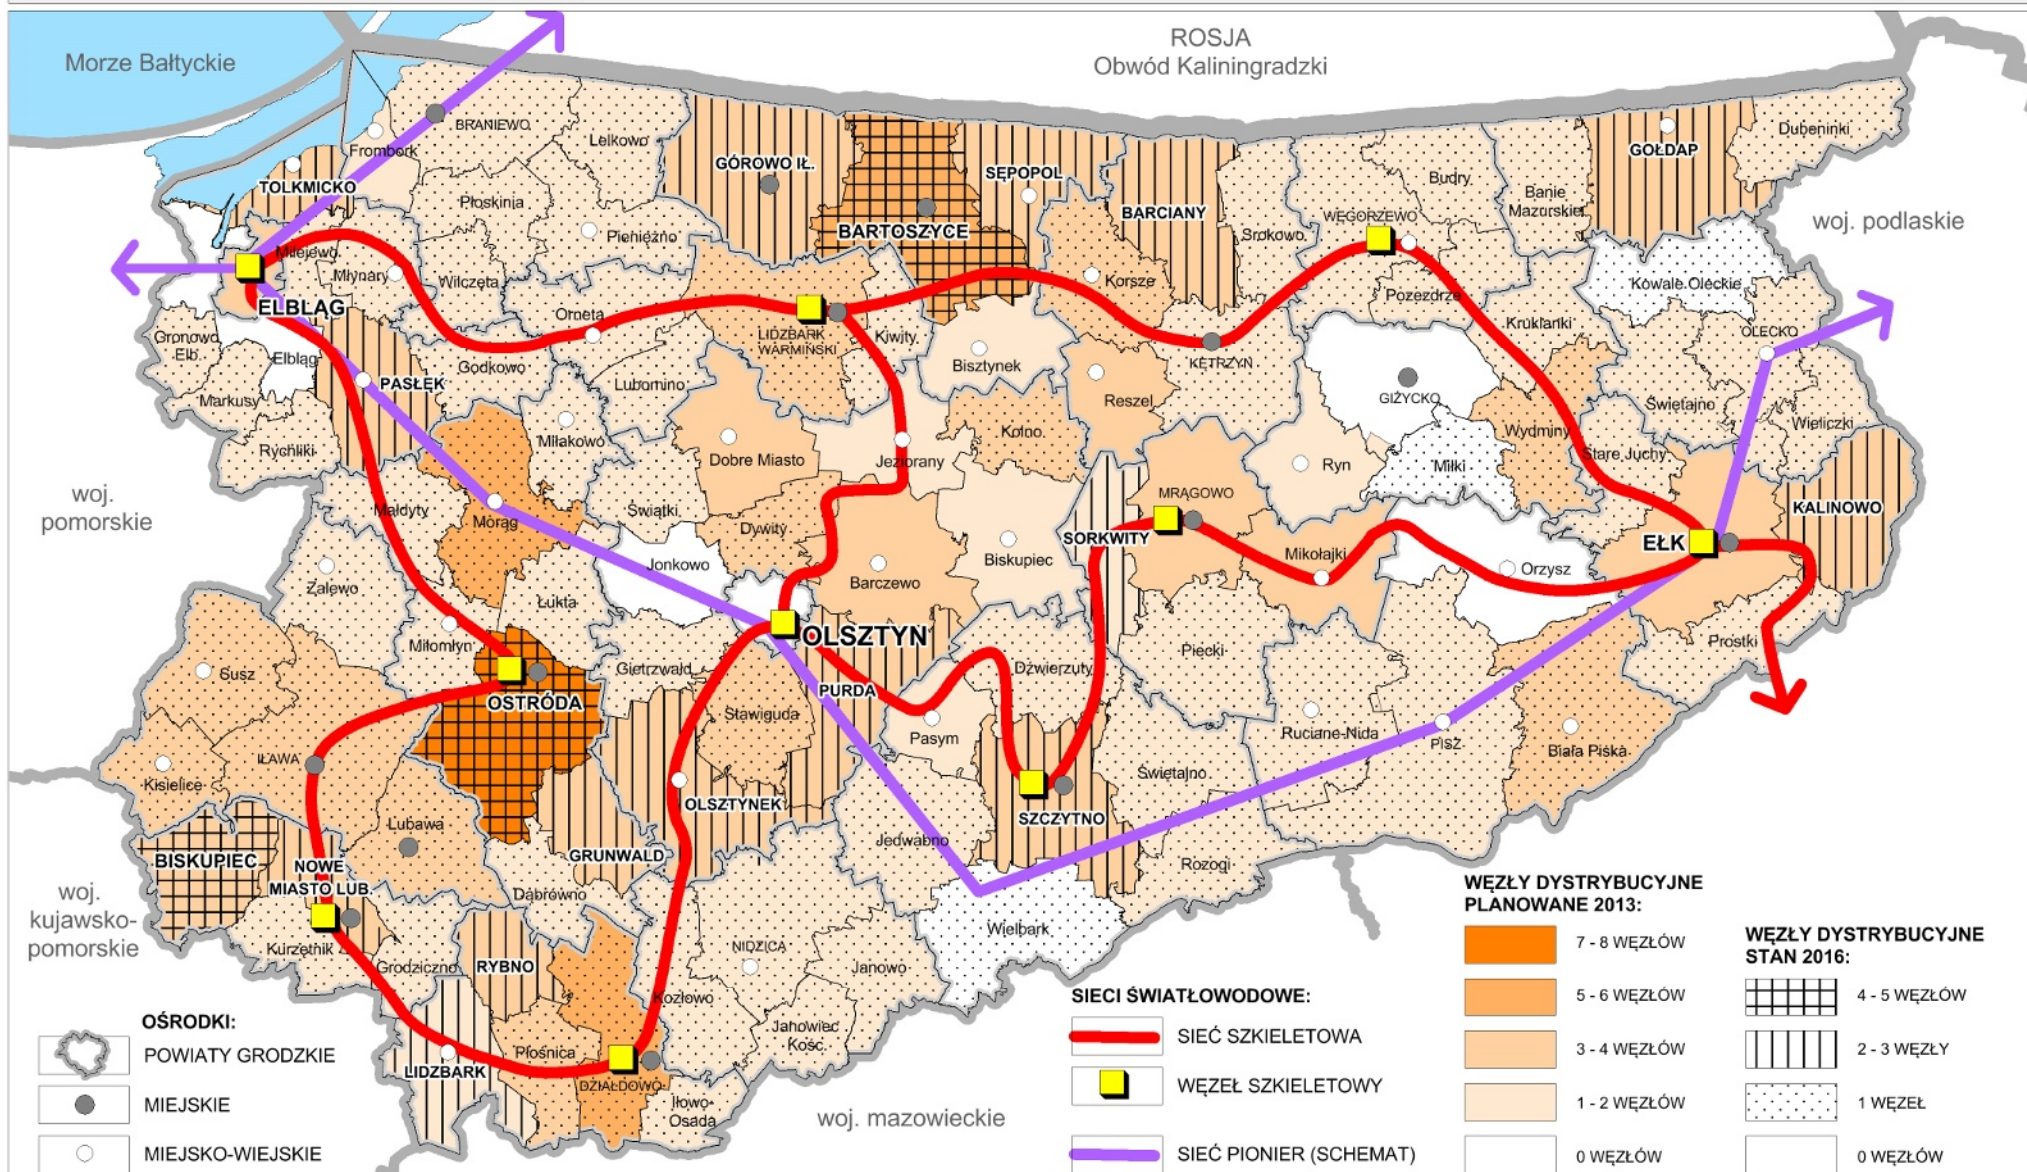 Morze Bałtyckie
ROSJA
Obwód Kaliningradzki
BRANIEWO
Lelkowo
Frombork
TOLKMICKO
Płoskinia
Pieniężno
GÓROWO IŁ.
BARTOSZYCE
SĘPOPOL
BARCIANY
Srokowo
WĘGORZEWO
Budry
Banie
Mazurskie
GOŁDAP
Dubeninki
woj. podlaskie
Milejewo
Młynary
Wilczęta
ELBLĄG
Orneta
LIDZBARK
WARMIŃSKI
Kiwity
Korsze
Pozezdrze
Kruklanki
Kowale Oleckie
OLECKO
Gronowo
Elb.
Elbląg
PASŁĘK
Godkowo
Lubomino
Bisztynek
Reszel
KĘTRZYN
GIŻYCKO
Świętajno
Wieliczki
Markusy
Rychliki
Miłakowo
Dobre Miasto
Jeziorany
Kolno
Ryn
Miłki
Wydminy
Stare Juchy
woj.
pomorskie
Małdyty
Morąg
Świątki
Dywity
Jonkowo
Barczewo
Biskupiec
SORKWITY
MRĄGOWO
Mikołajki
Orzysz
EŁK
KALINOWO
Zalewo
Łukta
OLSZTYN
Miłomłyn
Gietrzwałd
PURDA
Dźwierzuty
Piecki
Prostki
Susz
OSTRÓDA
Stawiguda
Pasym
Ruciane-Nida
PISZ
Biała Piska
Kisielice
IŁAWA
OLSZTYNEK
SZCZYTNO
Świętajno
Lubawa
Jedwabno
Rozogi
BISKUPIEC
NOWE
MIASTO LUB.
GRUNWALD
Dąbrówno
Wielbark
woj.
kujawsko-
pomorskie
Kurzętnik
Grodziczno
RYBNO
NIDZICA
Janowo
Kozłowo
Janowiec
Kośc.
LIDZBARK
Płośnica
DZIAŁDOWO
Iłowo-
Osada
woj. mazowieckie
OŚRODKI:
POWIATY GRODZKIE
MIEJSKIE
MIEJSKO-WIEJSKIE
SIECI ŚWIATŁOWODOWE:
SIEĆ SZKIELETOWA
WĘZEŁ SZKIELETOWY
SIEĆ PIONIER (SCHEMAT)
WĘZŁY DYSTRYBUCYJNE
PLANOWANE 2013:
7 - 8 WĘZŁÓW
5 - 6 WĘZŁÓW
3 - 4 WĘZŁÓW
1 - 2 WĘZŁÓW
0 WĘZŁÓW
WĘZŁY DYSTRYBUCYJNE
STAN 2016:
4 - 5 WĘZŁÓW
2 - 3 WĘZŁY
1 WĘZEŁ
0 WĘZŁÓW